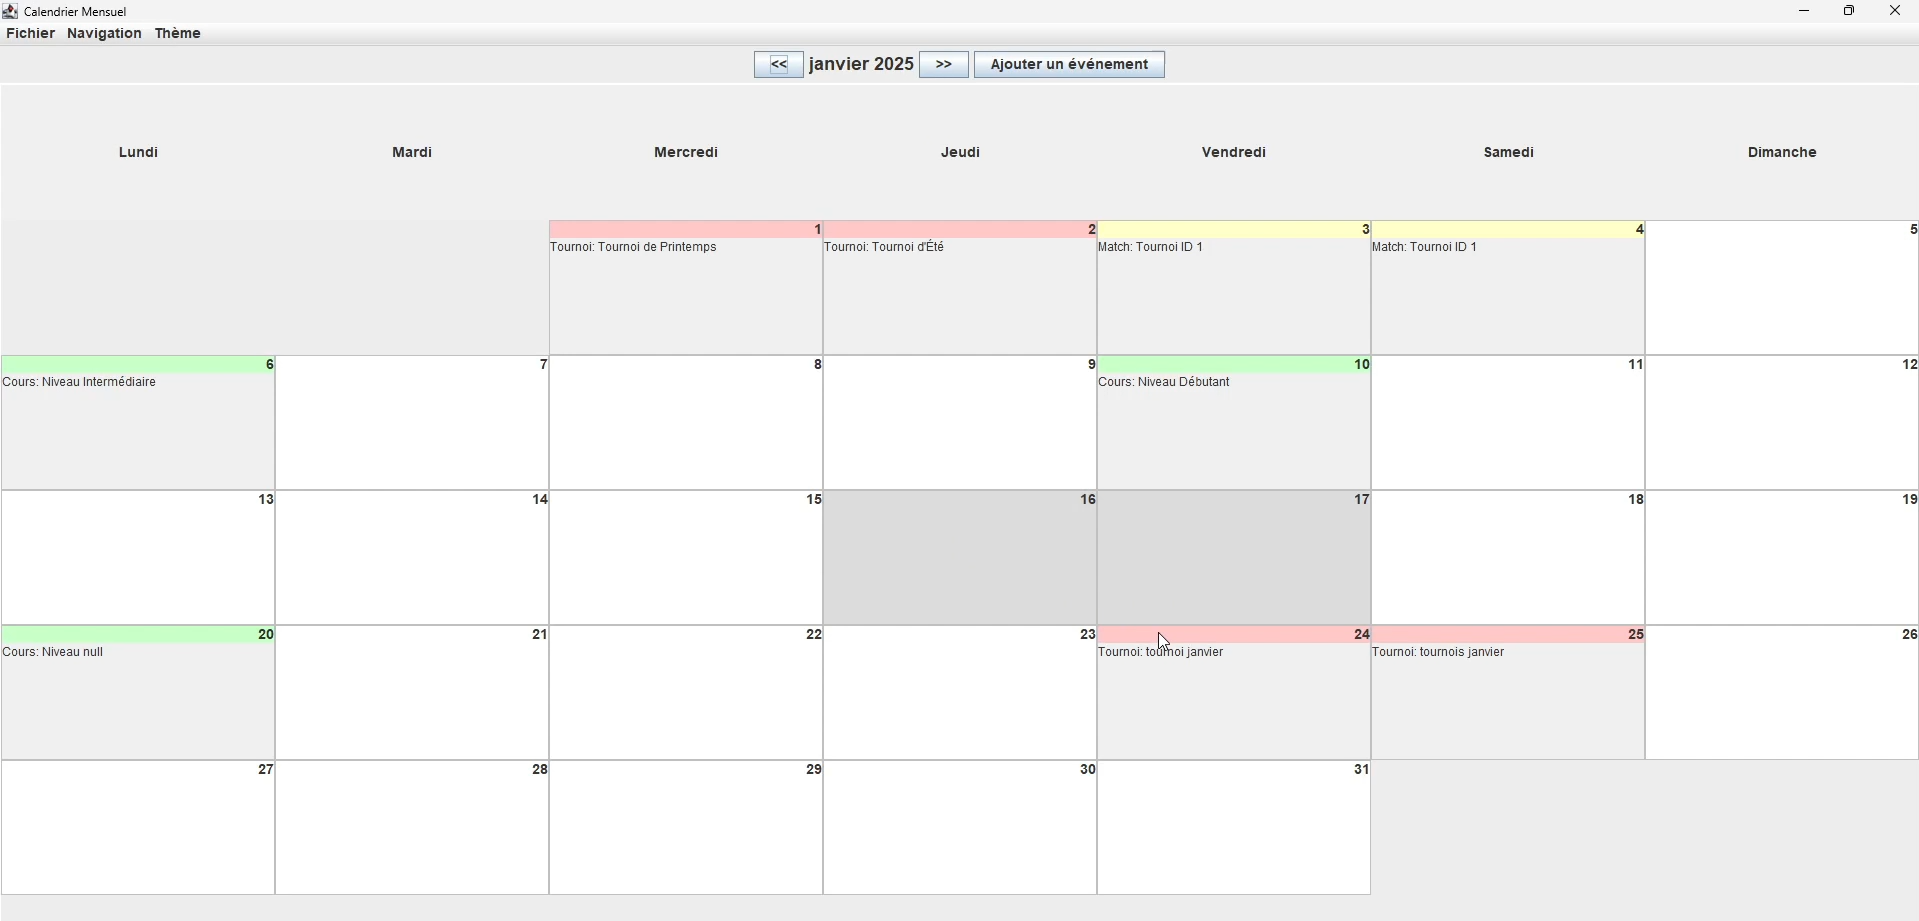 Calendrier Mensuel
Fichier Navigation Thème
<< janvier 2025 >> Ajouter un événement
Lundi Mardi Mercredi Jeudi Vendredi Samedi Dimanche
1 2 3 4 5
Tournoi: Tournoi de Printemps Tournoi: Tournoi d'Été Match: Tournoi ID 1 Match: Tournoi ID 1
6 7 8 9 10 11 12
Cours: Niveau Intermédiaire Cours: Niveau Débutant
13 14 15 16 17 18 19
20 21 22 23 24 25 26
Cours: Niveau null Tournoi: tournoi janvier Tournoi: tournois janvier
27 28 29 30 31